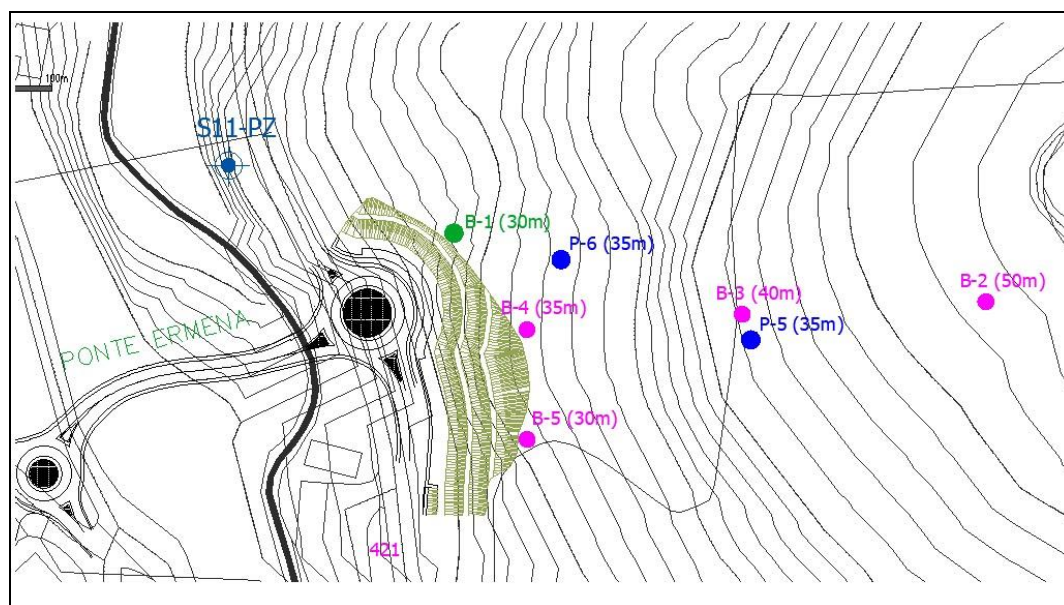 100m
S11-PZ
B-1 (30m)
P-6 (35m)
B-2 (50m)
B-3 (40m)
B-4 (35m)
P-5 (35m)
PONTE ERMENA
B-5 (30m)
421